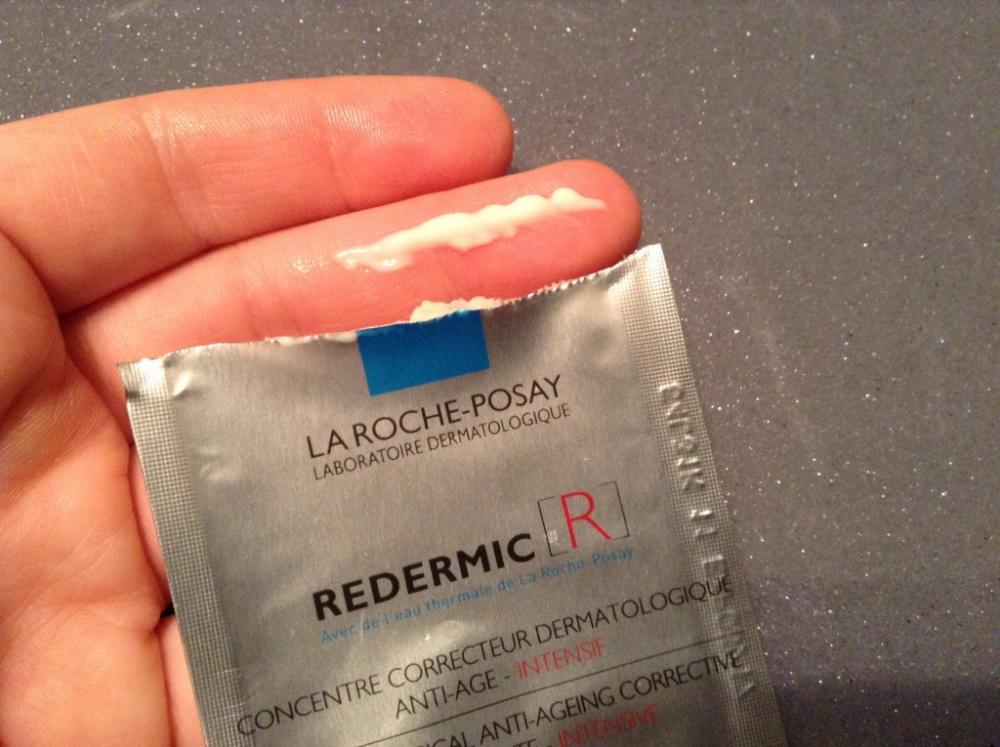 LA ROCHE-POSAY
LABORATOIRE DERMATOLOGIQUE
REDERMIC [R]
Avec de l'eau thermale de La Roche-Posay
CONCENTRE CORRECTEUR DERMATOLOGIQUE
ANTI-AGE - INTENSIF
ANTI-AGEING CORRECTIVE
- INTENSIVE